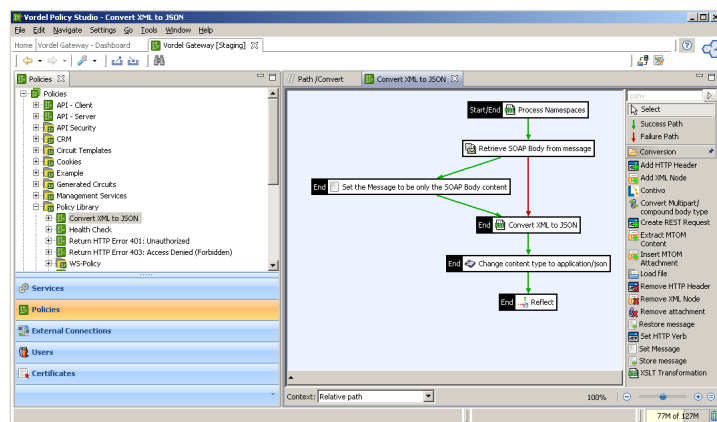 Vordel Policy Studio - Convert XML to JSON
File Edit Navigate Settings Go Tools Window Help
Home Vordel Gateway - Dashboard Vordel Gateway [Staging]
Policies
Policies
API - Client
API - Server
API Security
CRM
Circuit Templates
Cookies
Example
Generated Circuits
Management Services
Policy Library
Convert XML to JSON
Health Check
Return HTTP Error 401: Unauthorized
Return HTTP Error 403: Access Denied (Forbidden)
WS-Policy
Services
Policies
External Connections
Users
Certificates
Path /Convert Convert XML to JSON
Start/End Process Namespaces
Retrieve SOAP Body from message
End Set the Message to be only the SOAP Body content
End Convert XML to JSON
End Change content type to application/json
End Reflect
Context: Relative path 100%
conv
Select
Success Path
Failure Path
Conversion
Add HTTP Header
Add XML Node
Contivo
Convert Multipart/
compound body type
Create REST Request
Extract MTOM
Content
Insert MTOM
Attachment
Load file
Remove HTTP Header
Remove XML Node
Remove attachment
Restore message
Set HTTP Verb
Set Message
Store message
XSLT Transformation
77M of 127M